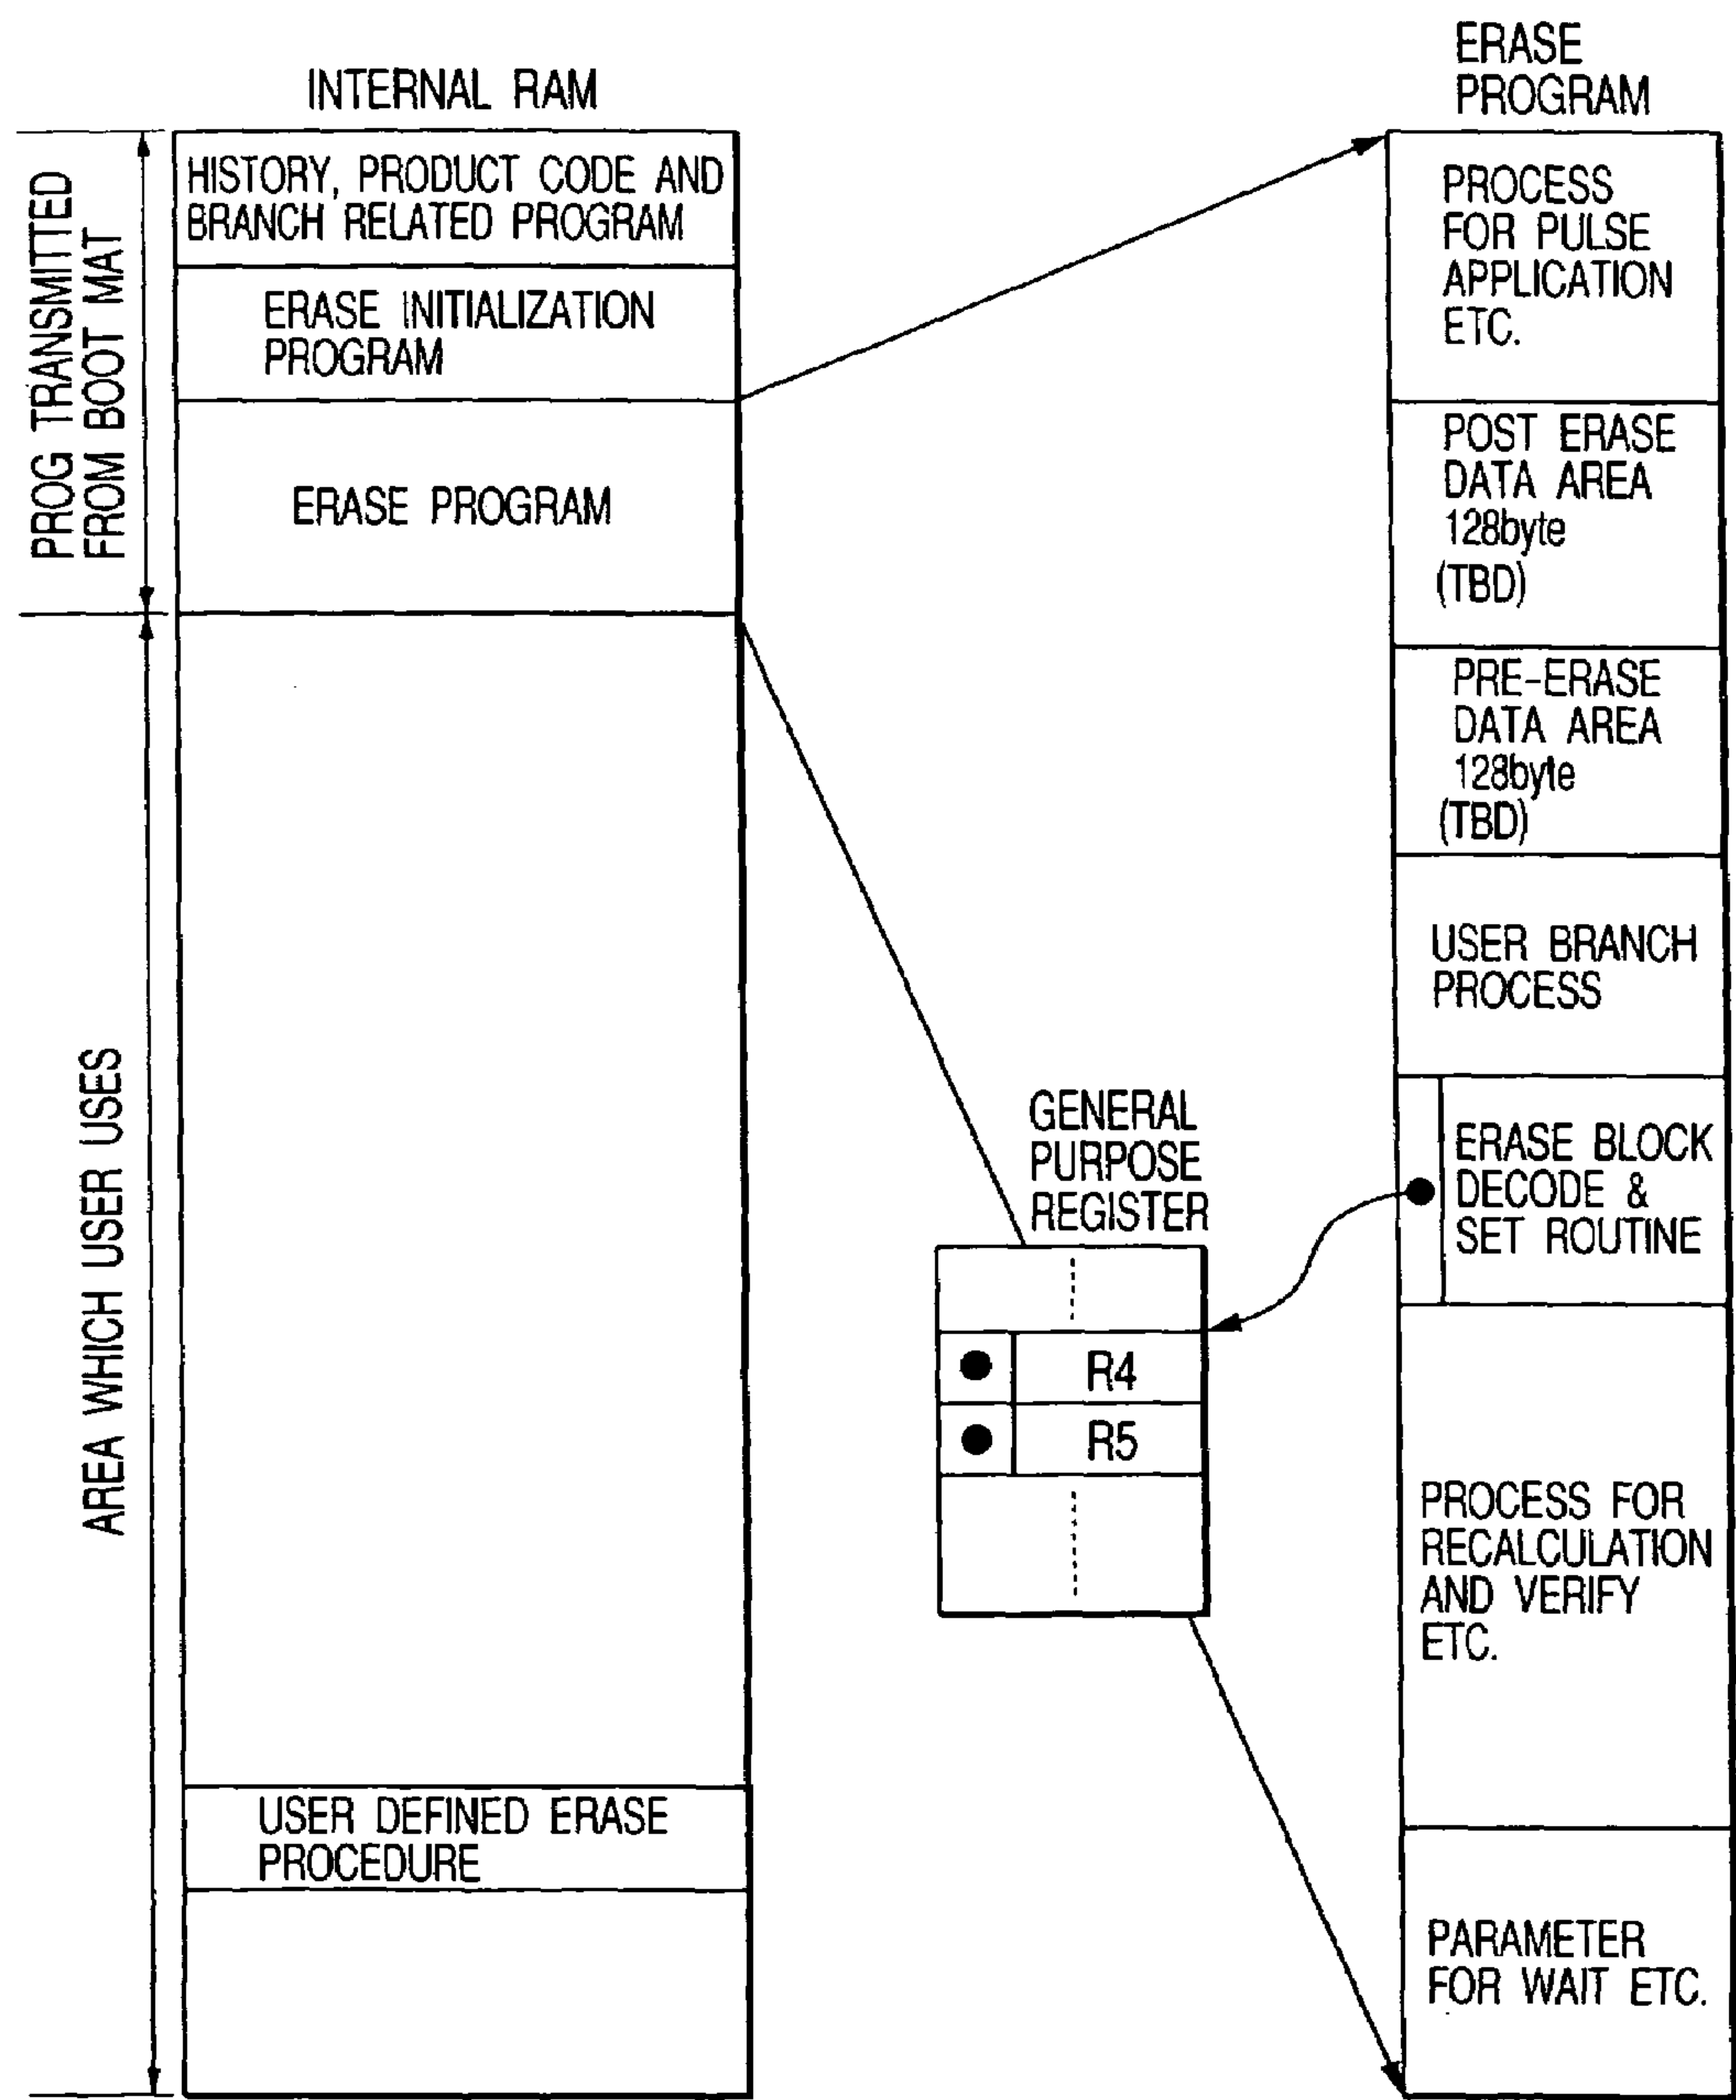 INTERNAL RAM
PROG TRANSMITTED
FROM BOOT MAT
HISTORY, PRODUCT CODE AND
BRANCH RELATED PROGRAM
ERASE INITIALIZATION
PROGRAM
ERASE PROGRAM
AREA WHICH USER USES
USER DEFINED ERASE
PROCEDURE
GENERAL
PURPOSE
REGISTER
R4
R5
ERASE
PROGRAM
PROCESS
FOR PULSE
APPLICATION
ETC.
POST ERASE
DATA AREA
128byte
(TBD)
PRE-ERASE
DATA AREA
128byte
(TBD)
USER BRANCH
PROCESS
ERASE BLOCK
DECODE &
SET ROUTINE
PROCESS FOR
RECALCULATION
AND VERIFY
ETC.
PARAMETER
FOR WAIT ETC.